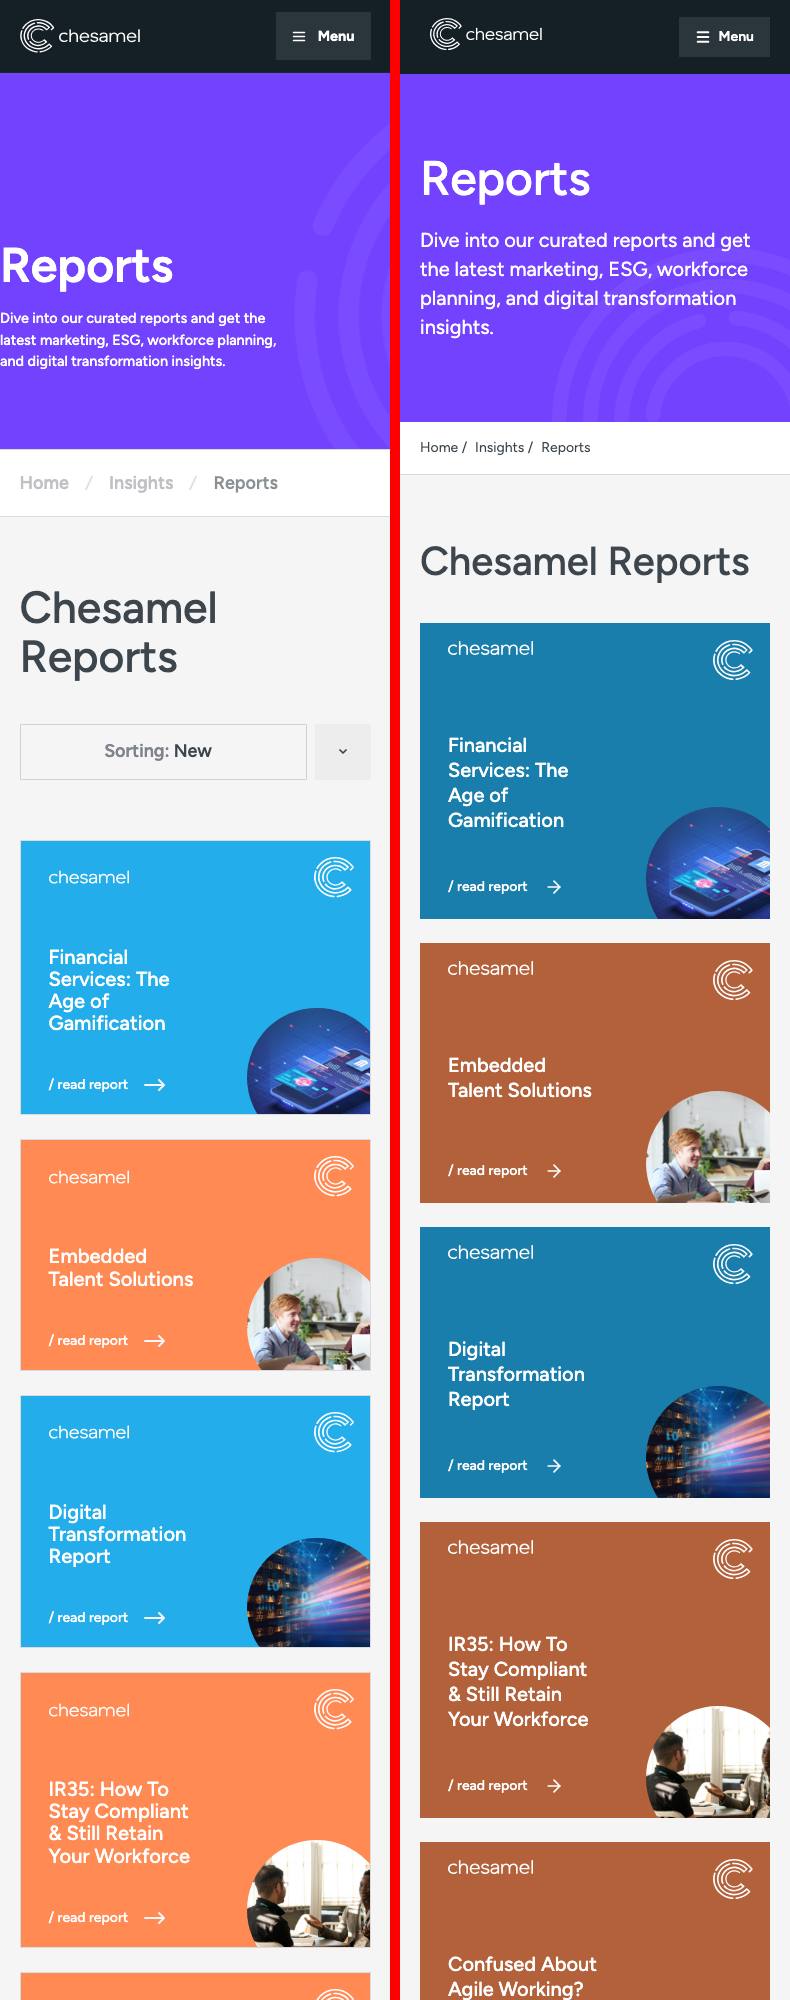 chesamel
Menu
Reports
Dive into our curated reports and get the
latest marketing, ESG, workforce planning,
and digital transformation insights.
Home / Insights / Reports
Chesamel
Reports
Sorting: New
chesamel
Financial
Services: The
Age of
Gamification
/ read report
chesamel
Embedded
Talent Solutions
/ read report
chesamel
Digital
Transformation
Report
/ read report
chesamel
IR35: How To
Stay Compliant
& Still Retain
Your Workforce
/ read report
chesamel
Menu
Reports
Dive into our curated reports and get
the latest marketing, ESG, workforce
planning, and digital transformation
insights.
Home / Insights / Reports
Chesamel Reports
chesamel
Financial
Services: The
Age of
Gamification
/ read report
chesamel
Embedded
Talent Solutions
/ read report
chesamel
Digital
Transformation
Report
/ read report
chesamel
IR35: How To
Stay Compliant
& Still Retain
Your Workforce
/ read report
chesamel
Confused About
Agile Working?